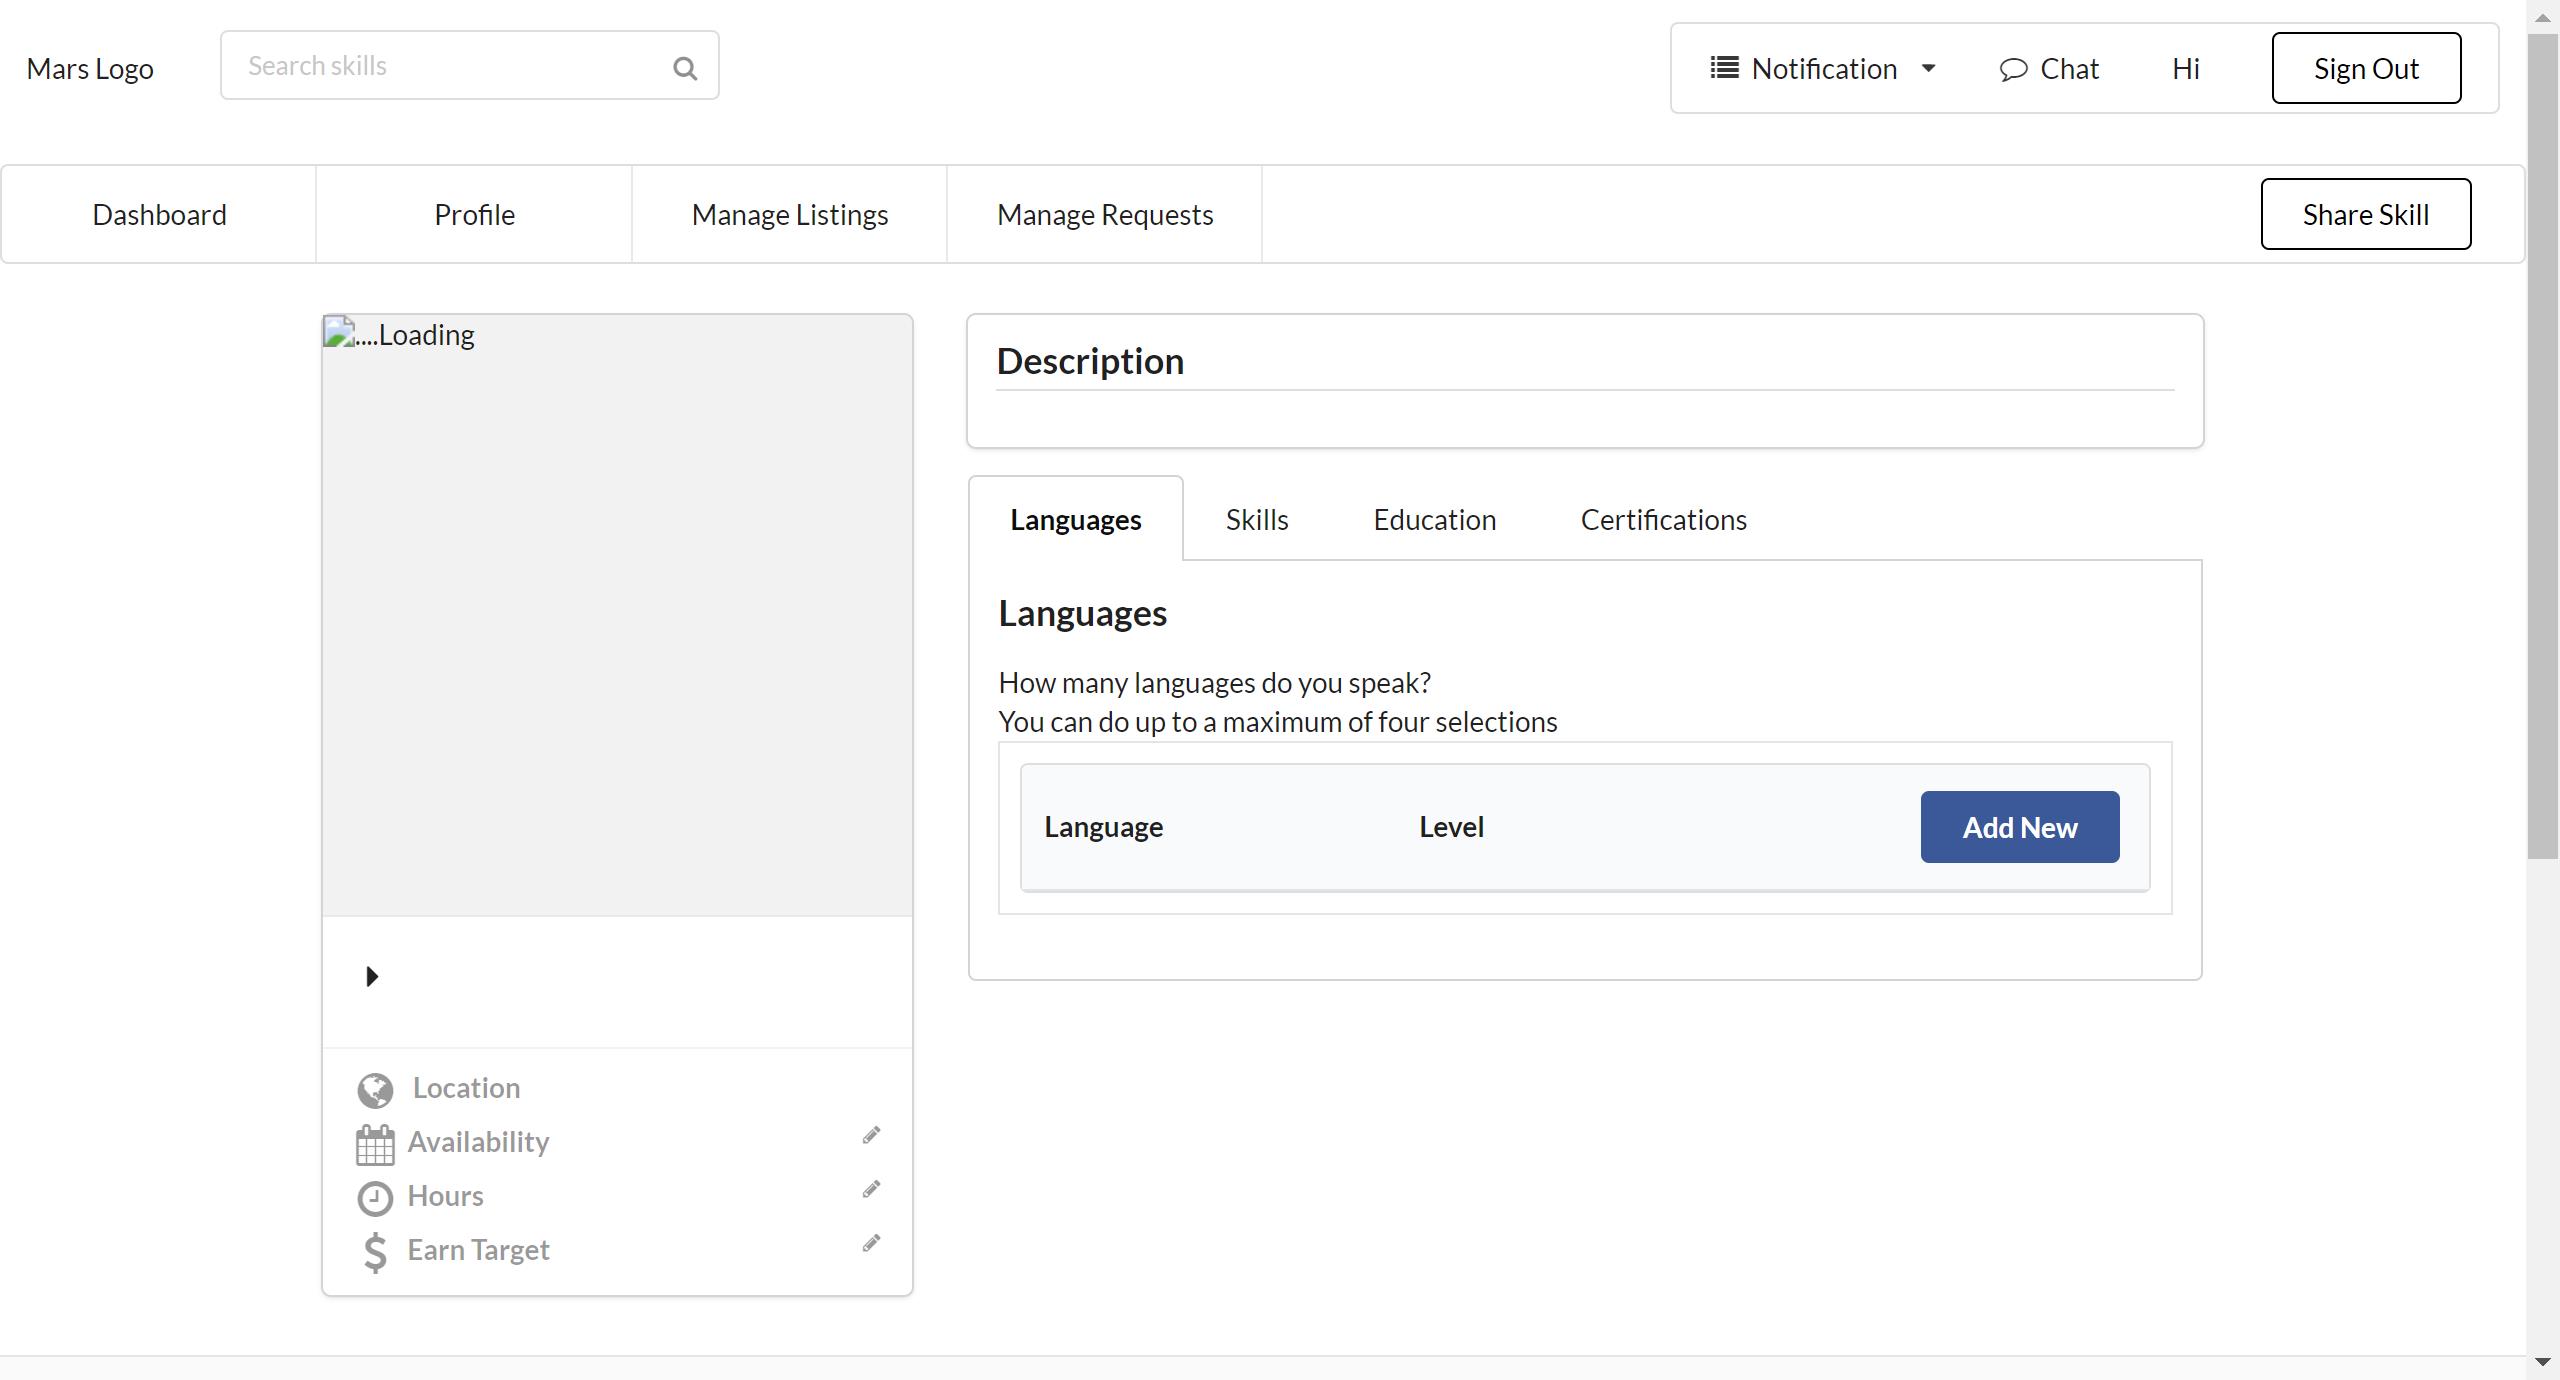 Mars Logo
Search skills
Notification
Chat
Hi
Sign Out
Dashboard
Profile
Manage Listings
Manage Requests
Share Skill
....Loading
Location
Availability
Hours
Earn Target
Description
Languages
Skills
Education
Certifications
Languages
How many languages do you speak?
You can do up to a maximum of four selections
Language
Level
Add New